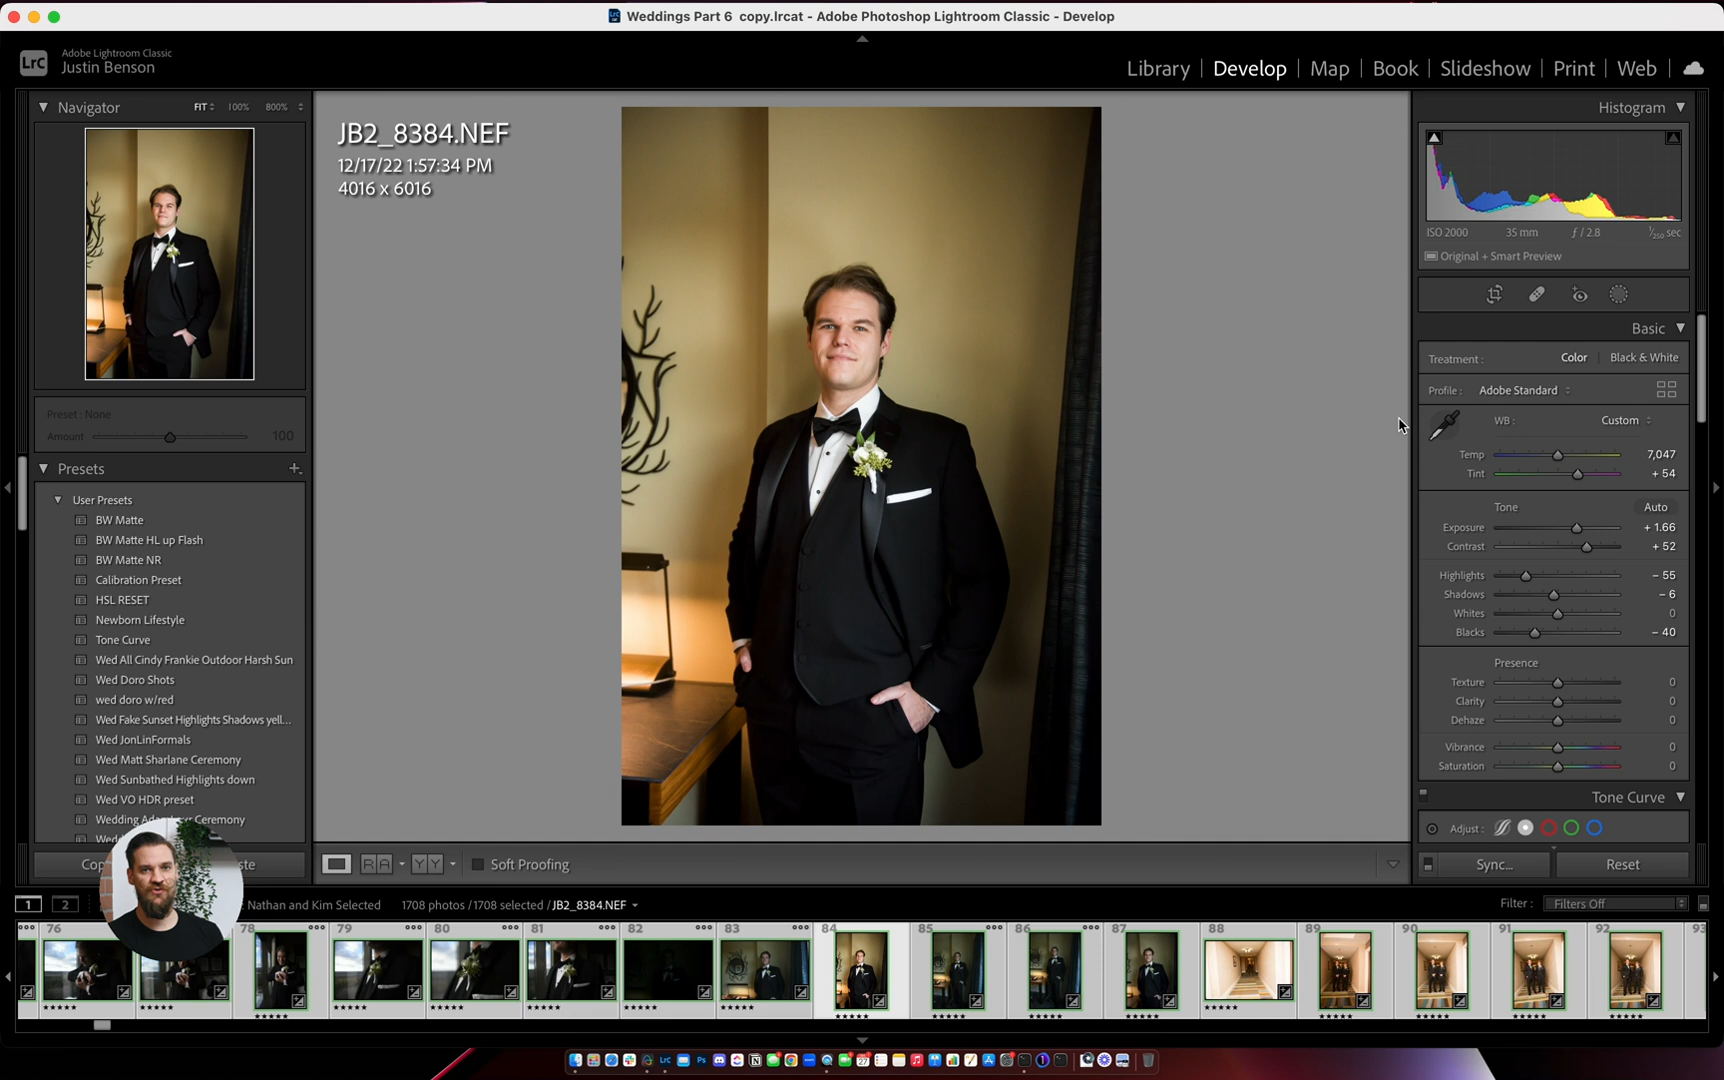 Weddings Part 6 copy.lrcat - Adobe Photoshop Lightroom Classic - Develop
LrC
Adobe Lightroom Classic
Justin Benson
Library | Develop | Map | Book | Slideshow | Print | Web
Navigator FIT 100% 800%
Preset : None
Amount 100
Presets +
User Presets
BW Matte
BW Matte HL up Flash
BW Matte NR
Calibration Preset
HSL RESET
Newborn Lifestyle
Tone Curve
Wed All Cindy Frankie Outdoor Harsh Sun
Wed Doro Shots
wed doro w/red
Wed Fake Sunset Highlights Shadows yell...
Wed JonLinFormals
Wed Matt Sharlane Ceremony
Wed Sunbathed Highlights down
Wed VO HDR preset
Ceremony
JB2_8384.NEF
12/17/22 1:57:34 PM
4016 x 6016
Histogram
ISO 2000 35 mm ƒ / 2.8 1/250 sec
Original + Smart Preview
Basic
Treatment : Color | Black & White
Profile : Adobe Standard
WB : Custom
Temp 7,047
Tint + 54
Tone Auto
Exposure + 1.66
Contrast + 52
Highlights – 55
Shadows – 6
Whites 0
Blacks – 40
Presence
Texture 0
Clarity 0
Dehaze 0
Vibrance 0
Saturation 0
Tone Curve
Adjust :
Sync... Reset
RA YY Soft Proofing
1 2 Nathan and Kim Selected 1708 photos / 1708 selected / JB2_8384.NEF
Filter : Filters Off
76 78 79 80 81 82 83 84 85 86 87 88 89 90 91 92 93
LrC Ps